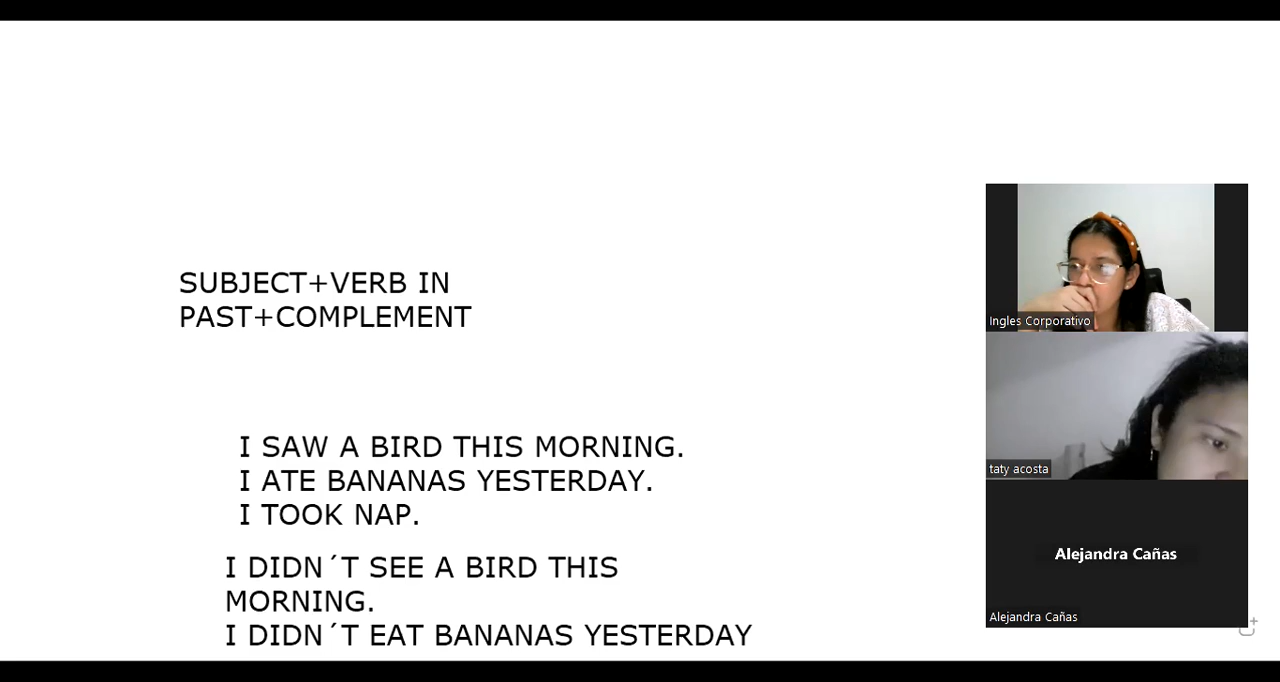 SUBJECT+VERB IN
PAST+COMPLEMENT
I SAW A BIRD THIS MORNING.
I ATE BANANAS YESTERDAY.
I TOOK NAP.
I DIDN´T SEE A BIRD THIS
MORNING.
I DIDN´T EAT BANANAS YESTERDAY
Ingles Corporativo
taty acosta
Alejandra Cañas
Alejandra Cañas